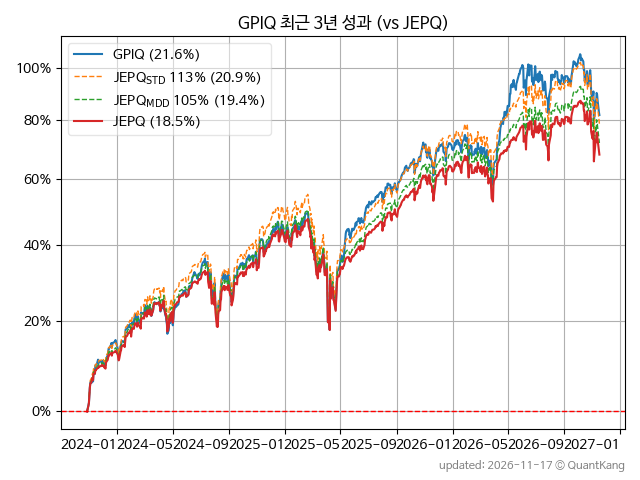 GPIQ 최근 3년 성과 (vs JEPQ)
GPIQ (21.6%)
JEPQSTD 113% (20.9%)
JEPQMDD 105% (19.4%)
JEPQ (18.5%)
100%
80%
60%
40%
20%
0%
2024-01 2024-05 2024-09 2025-01 2025-05 2025-09 2026-01 2026-05 2026-09 2027-01
updated: 2026-11-17 © QuantKang